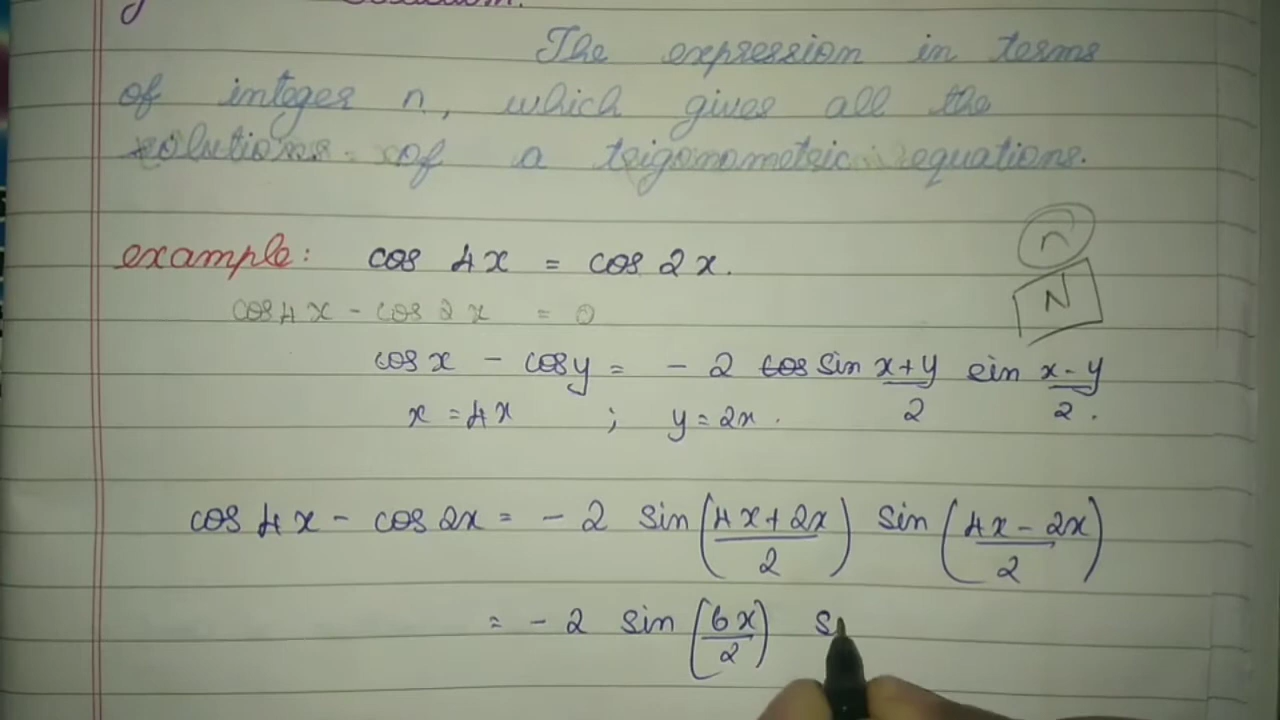 The expression in terms
of integer n, which gives all the
solutions of a trigonometric equations.
n
example: cos 4x = cos 2x.
N
cos 4x - cos 2x = 0
cos x - cos y = - 2 cos sin x+y/2 sin x-y/2.
x = 4x ; y = 2x.
cos 4x - cos 2x = - 2 sin (4x+2x/2) sin (4x-2x/2)
= - 2 sin (6x/2) s